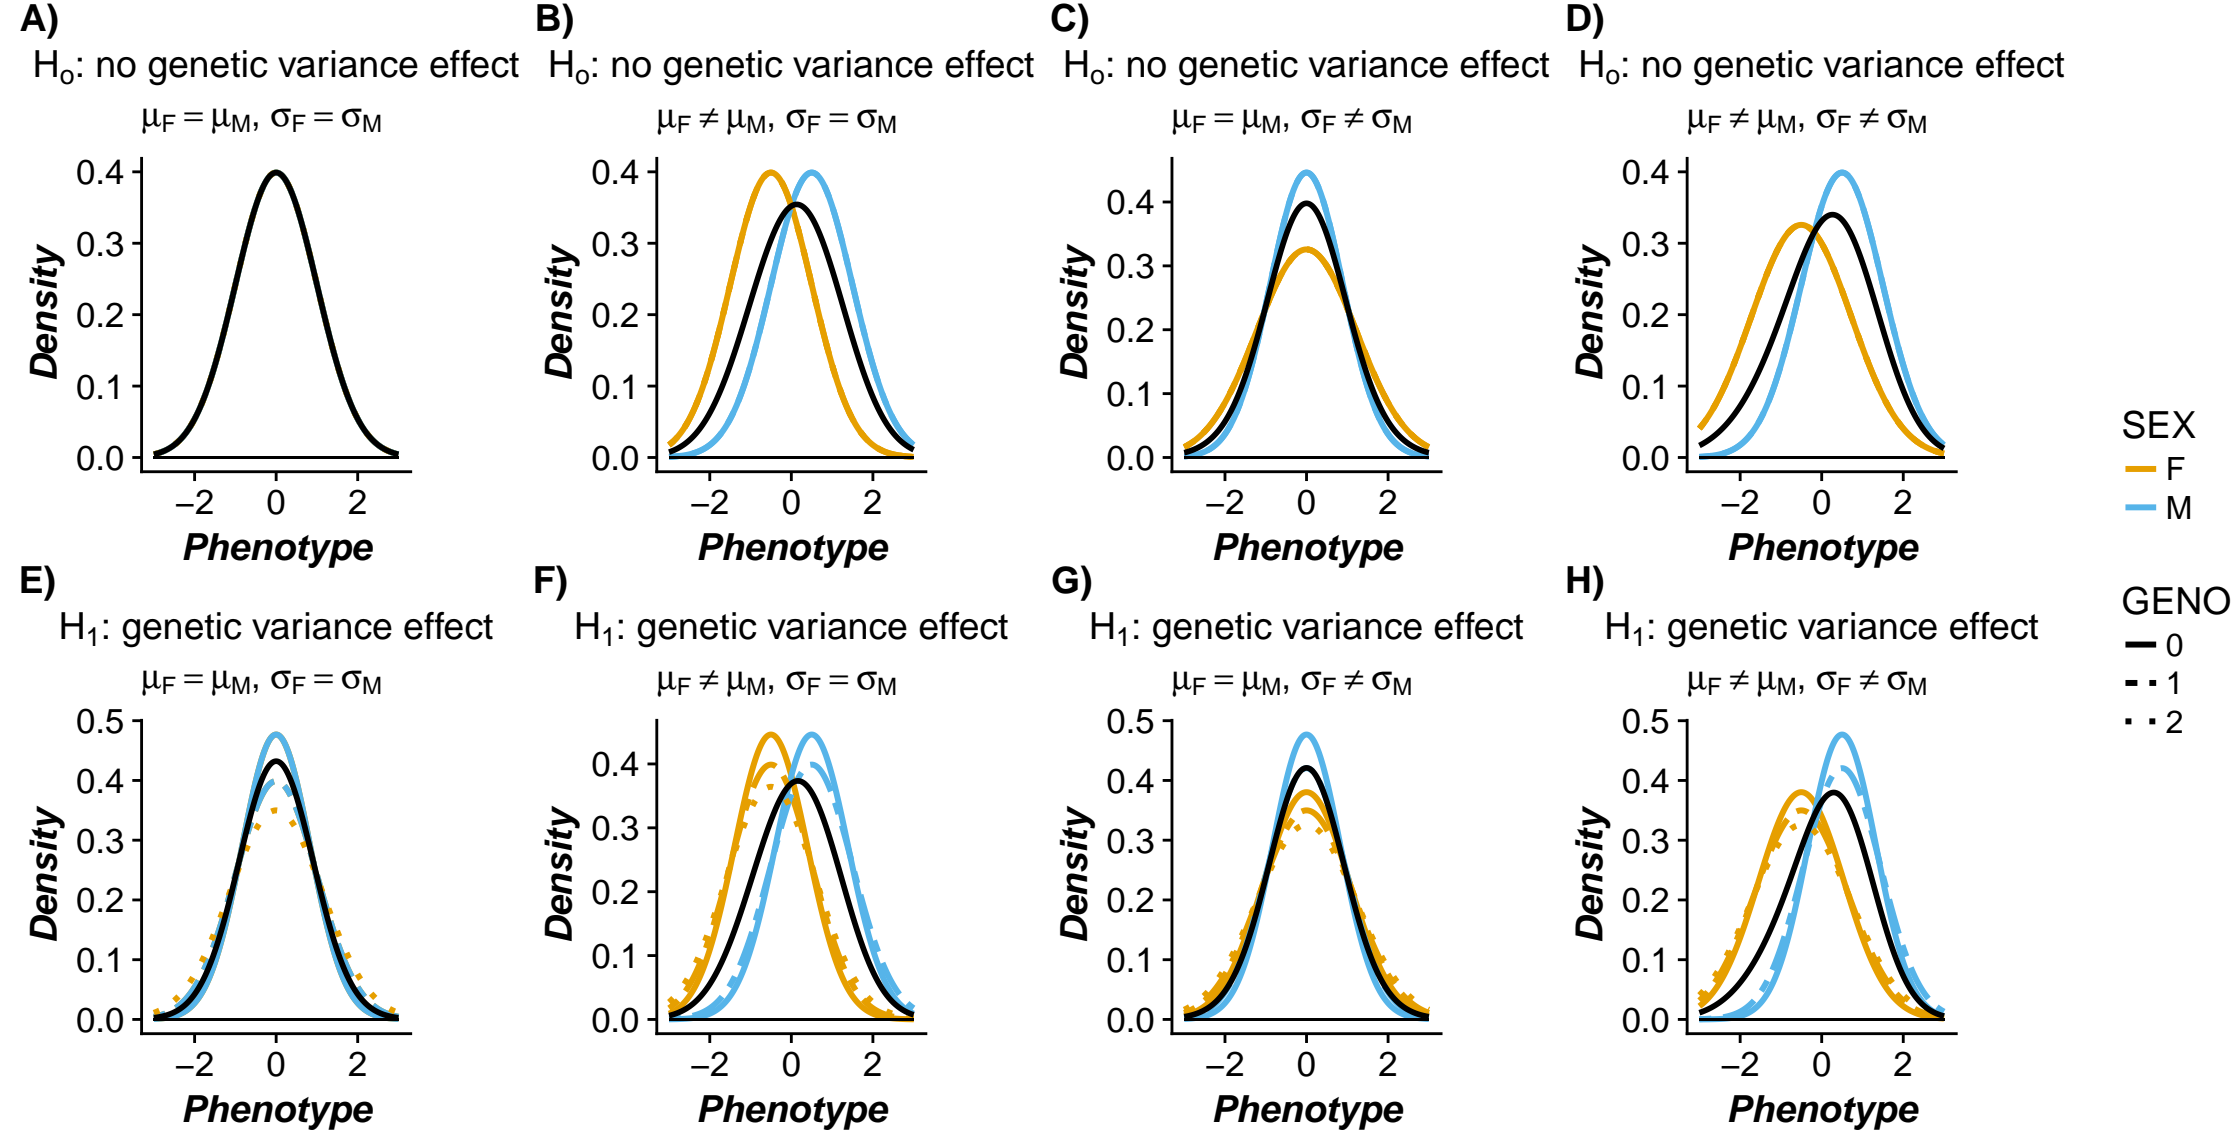 A)
H₀: no genetic variance effect
μF = μM, σF = σM
0.4
0.3
0.2
0.1
0.0
Density
−2 0 2
Phenotype
B)
H₀: no genetic variance effect
μF ≠ μM, σF = σM
0.4
0.3
0.2
0.1
0.0
Density
−2 0 2
Phenotype
C)
H₀: no genetic variance effect
μF = μM, σF ≠ σM
0.4
0.3
0.2
0.1
0.0
Density
−2 0 2
Phenotype
D)
H₀: no genetic variance effect
μF ≠ μM, σF ≠ σM
0.4
0.3
0.2
0.1
0.0
Density
−2 0 2
Phenotype
E)
H₁: genetic variance effect
μF = μM, σF = σM
0.5
0.4
0.3
0.2
0.1
0.0
Density
−2 0 2
Phenotype
F)
H₁: genetic variance effect
μF ≠ μM, σF = σM
0.4
0.3
0.2
0.1
0.0
Density
−2 0 2
Phenotype
G)
H₁: genetic variance effect
μF = μM, σF ≠ σM
0.5
0.4
0.3
0.2
0.1
0.0
Density
−2 0 2
Phenotype
H)
H₁: genetic variance effect
μF ≠ μM, σF ≠ σM
0.5
0.4
0.3
0.2
0.1
0.0
Density
−2 0 2
Phenotype
SEX
F
M
GENO
0
1
2